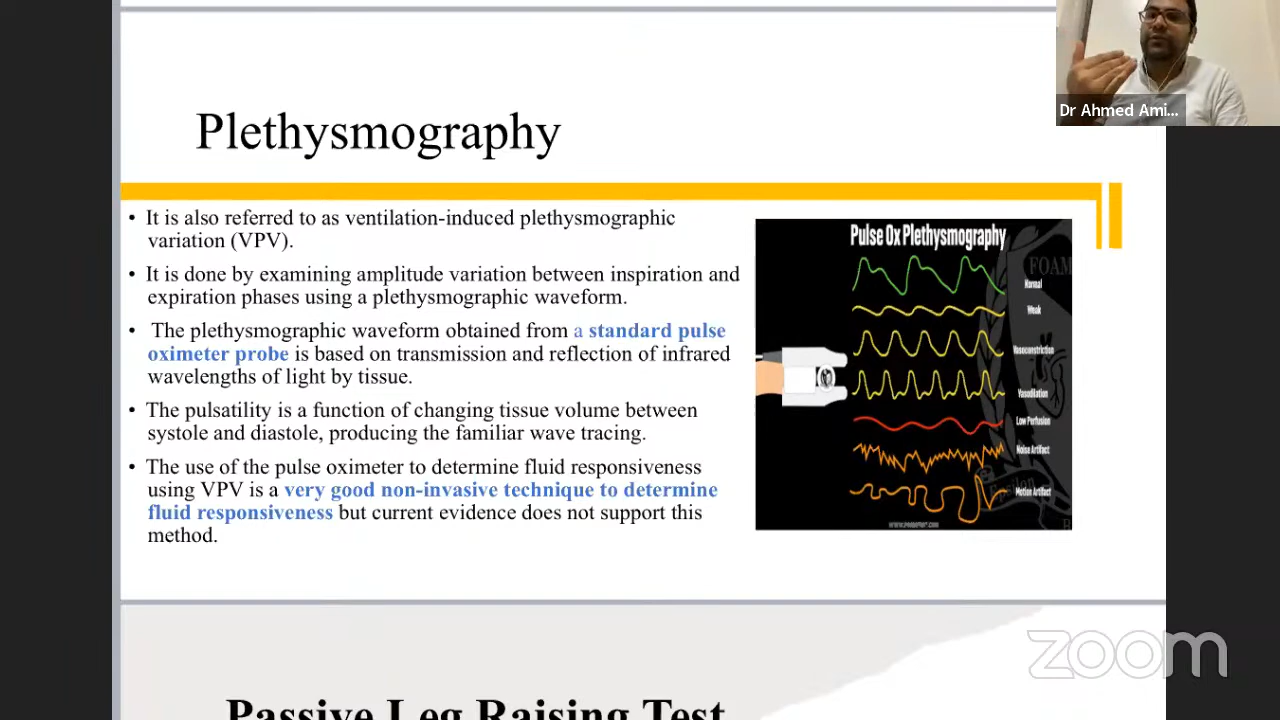 Dr Ahmed Ami...
Plethysmography
• It is also referred to as ventilation-induced plethysmographic
variation (VPV).
• It is done by examining amplitude variation between inspiration and
expiration phases using a plethysmographic waveform.
• The plethysmographic waveform obtained from a standard pulse
oximeter probe is based on transmission and reflection of infrared
wavelengths of light by tissue.
• The pulsatility is a function of changing tissue volume between
systole and diastole, producing the familiar wave tracing.
• The use of the pulse oximeter to determine fluid responsiveness
using VPV is a very good non-invasive technique to determine
fluid responsiveness but current evidence does not support this
method.
Pulse Ox Plethysmography
FOAM
Normal
Weak
Vasoconstriction
Vasodilation
Low Perfusion
Noise Artifact
Motion Artifact
zoom
Passive Leg Raising Test